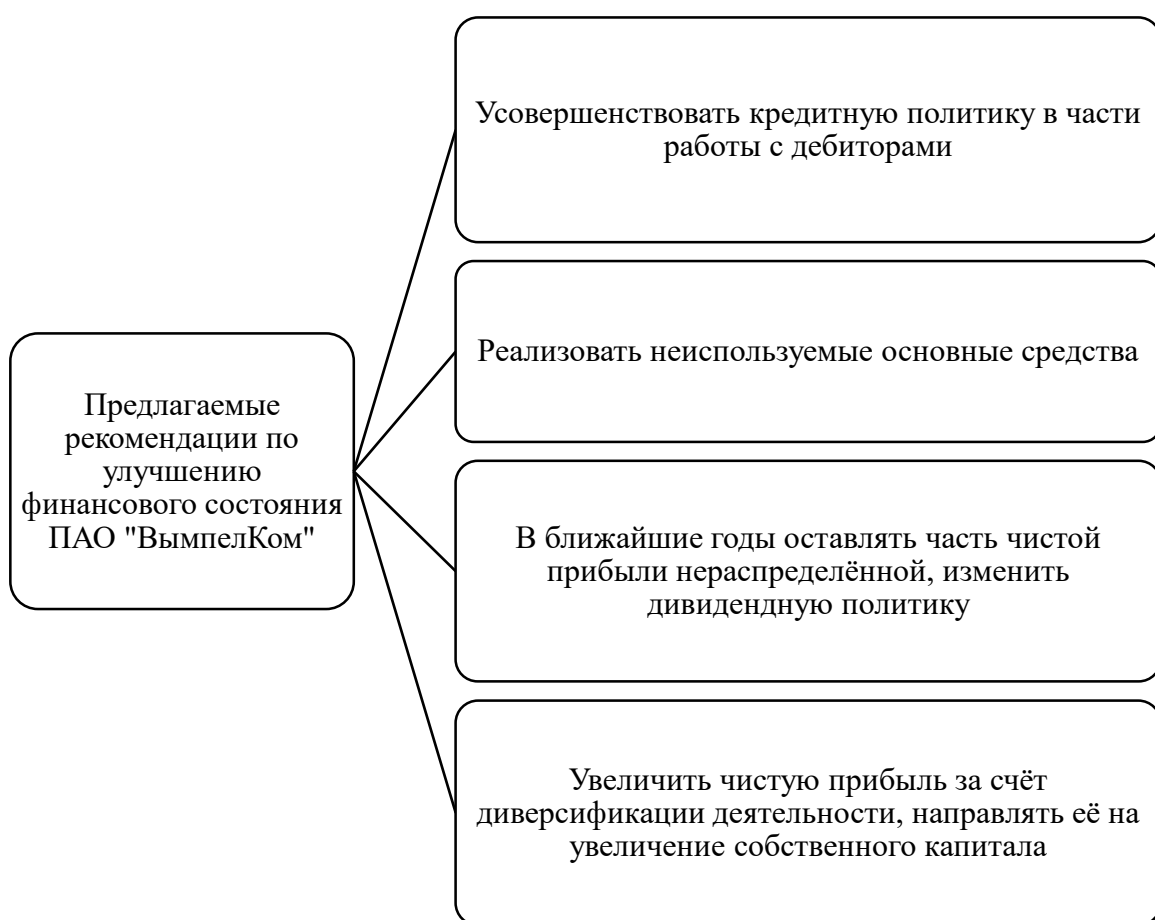 Усовершенствовать кредитную политику в части
работы с дебиторами
Реализовать неиспользуемые основные средства
Предлагаемые
рекомендации по
улучшению
финансового состояния
ПАО "ВымпелКом"
В ближайшие годы оставлять часть чистой
прибыли нераспределённой, изменить
дивидендную политику
Увеличить чистую прибыль за счёт
диверсификации деятельности, направлять её на
увеличение собственного капитала